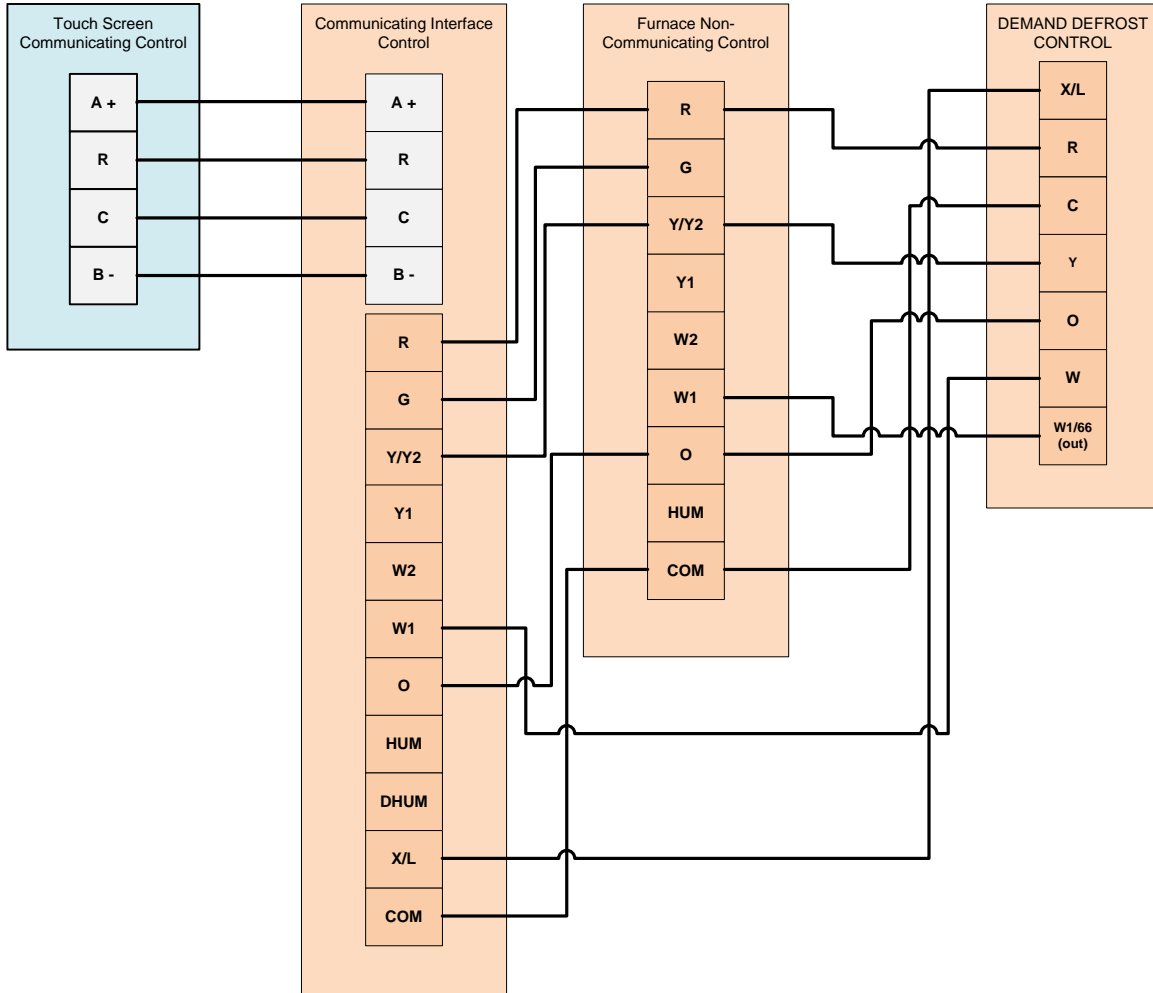 Touch Screen
Communicating Control
A +
R
C
B -
Communicating Interface
Control
A +
R
C
B -
R
G
Y/Y2
Y1
W2
W1
O
HUM
DHUM
X/L
COM
Furnace Non-
Communicating Control
R
G
Y/Y2
Y1
W2
W1
O
HUM
COM
DEMAND DEFROST
CONTROL
X/L
R
C
Y
O
W
W1/66
(out)